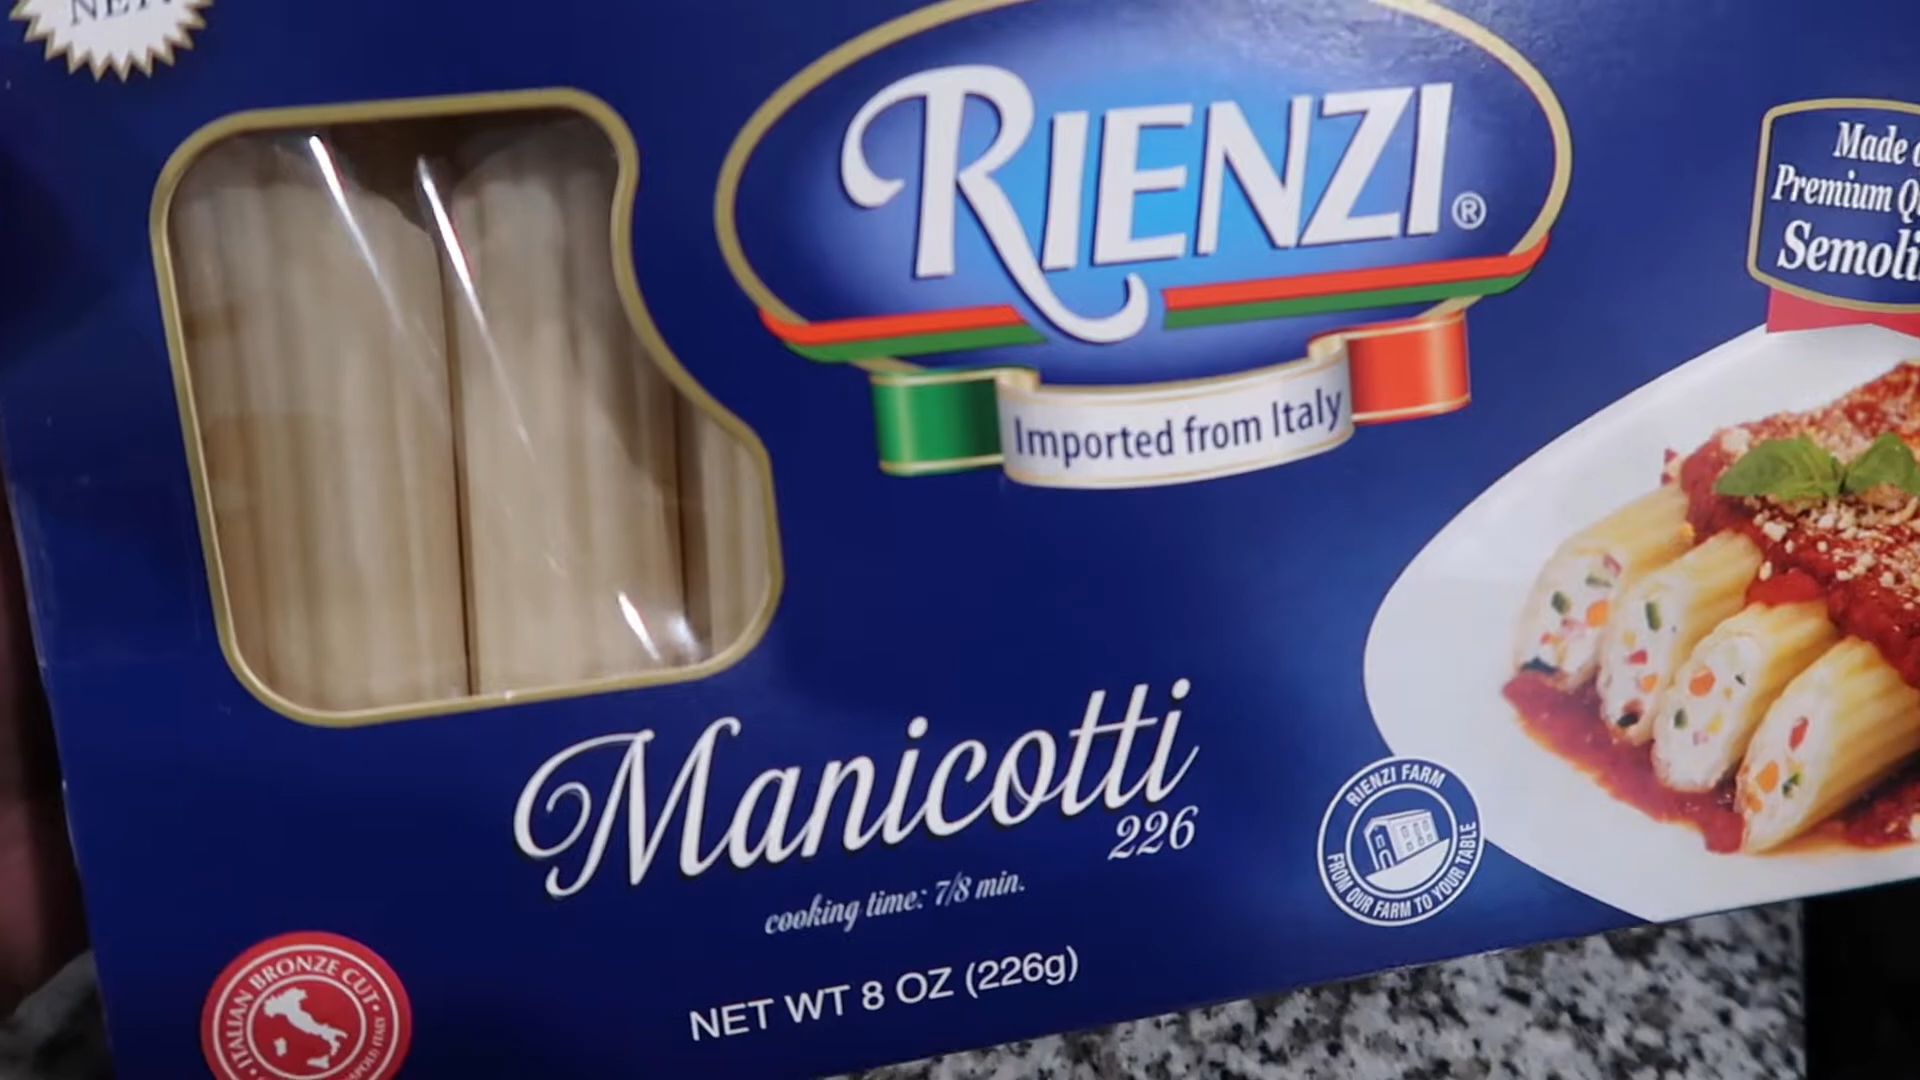 NEW
RIENZI®
Made
Premium
Imported from Italy
Manicotti
226
cooking time: 7/8 min.
NET WT 8 OZ (226g)
RIENZI FARM
FROM OUR FARM TO YOUR TABLE
ITALIAN BRONZE CUT